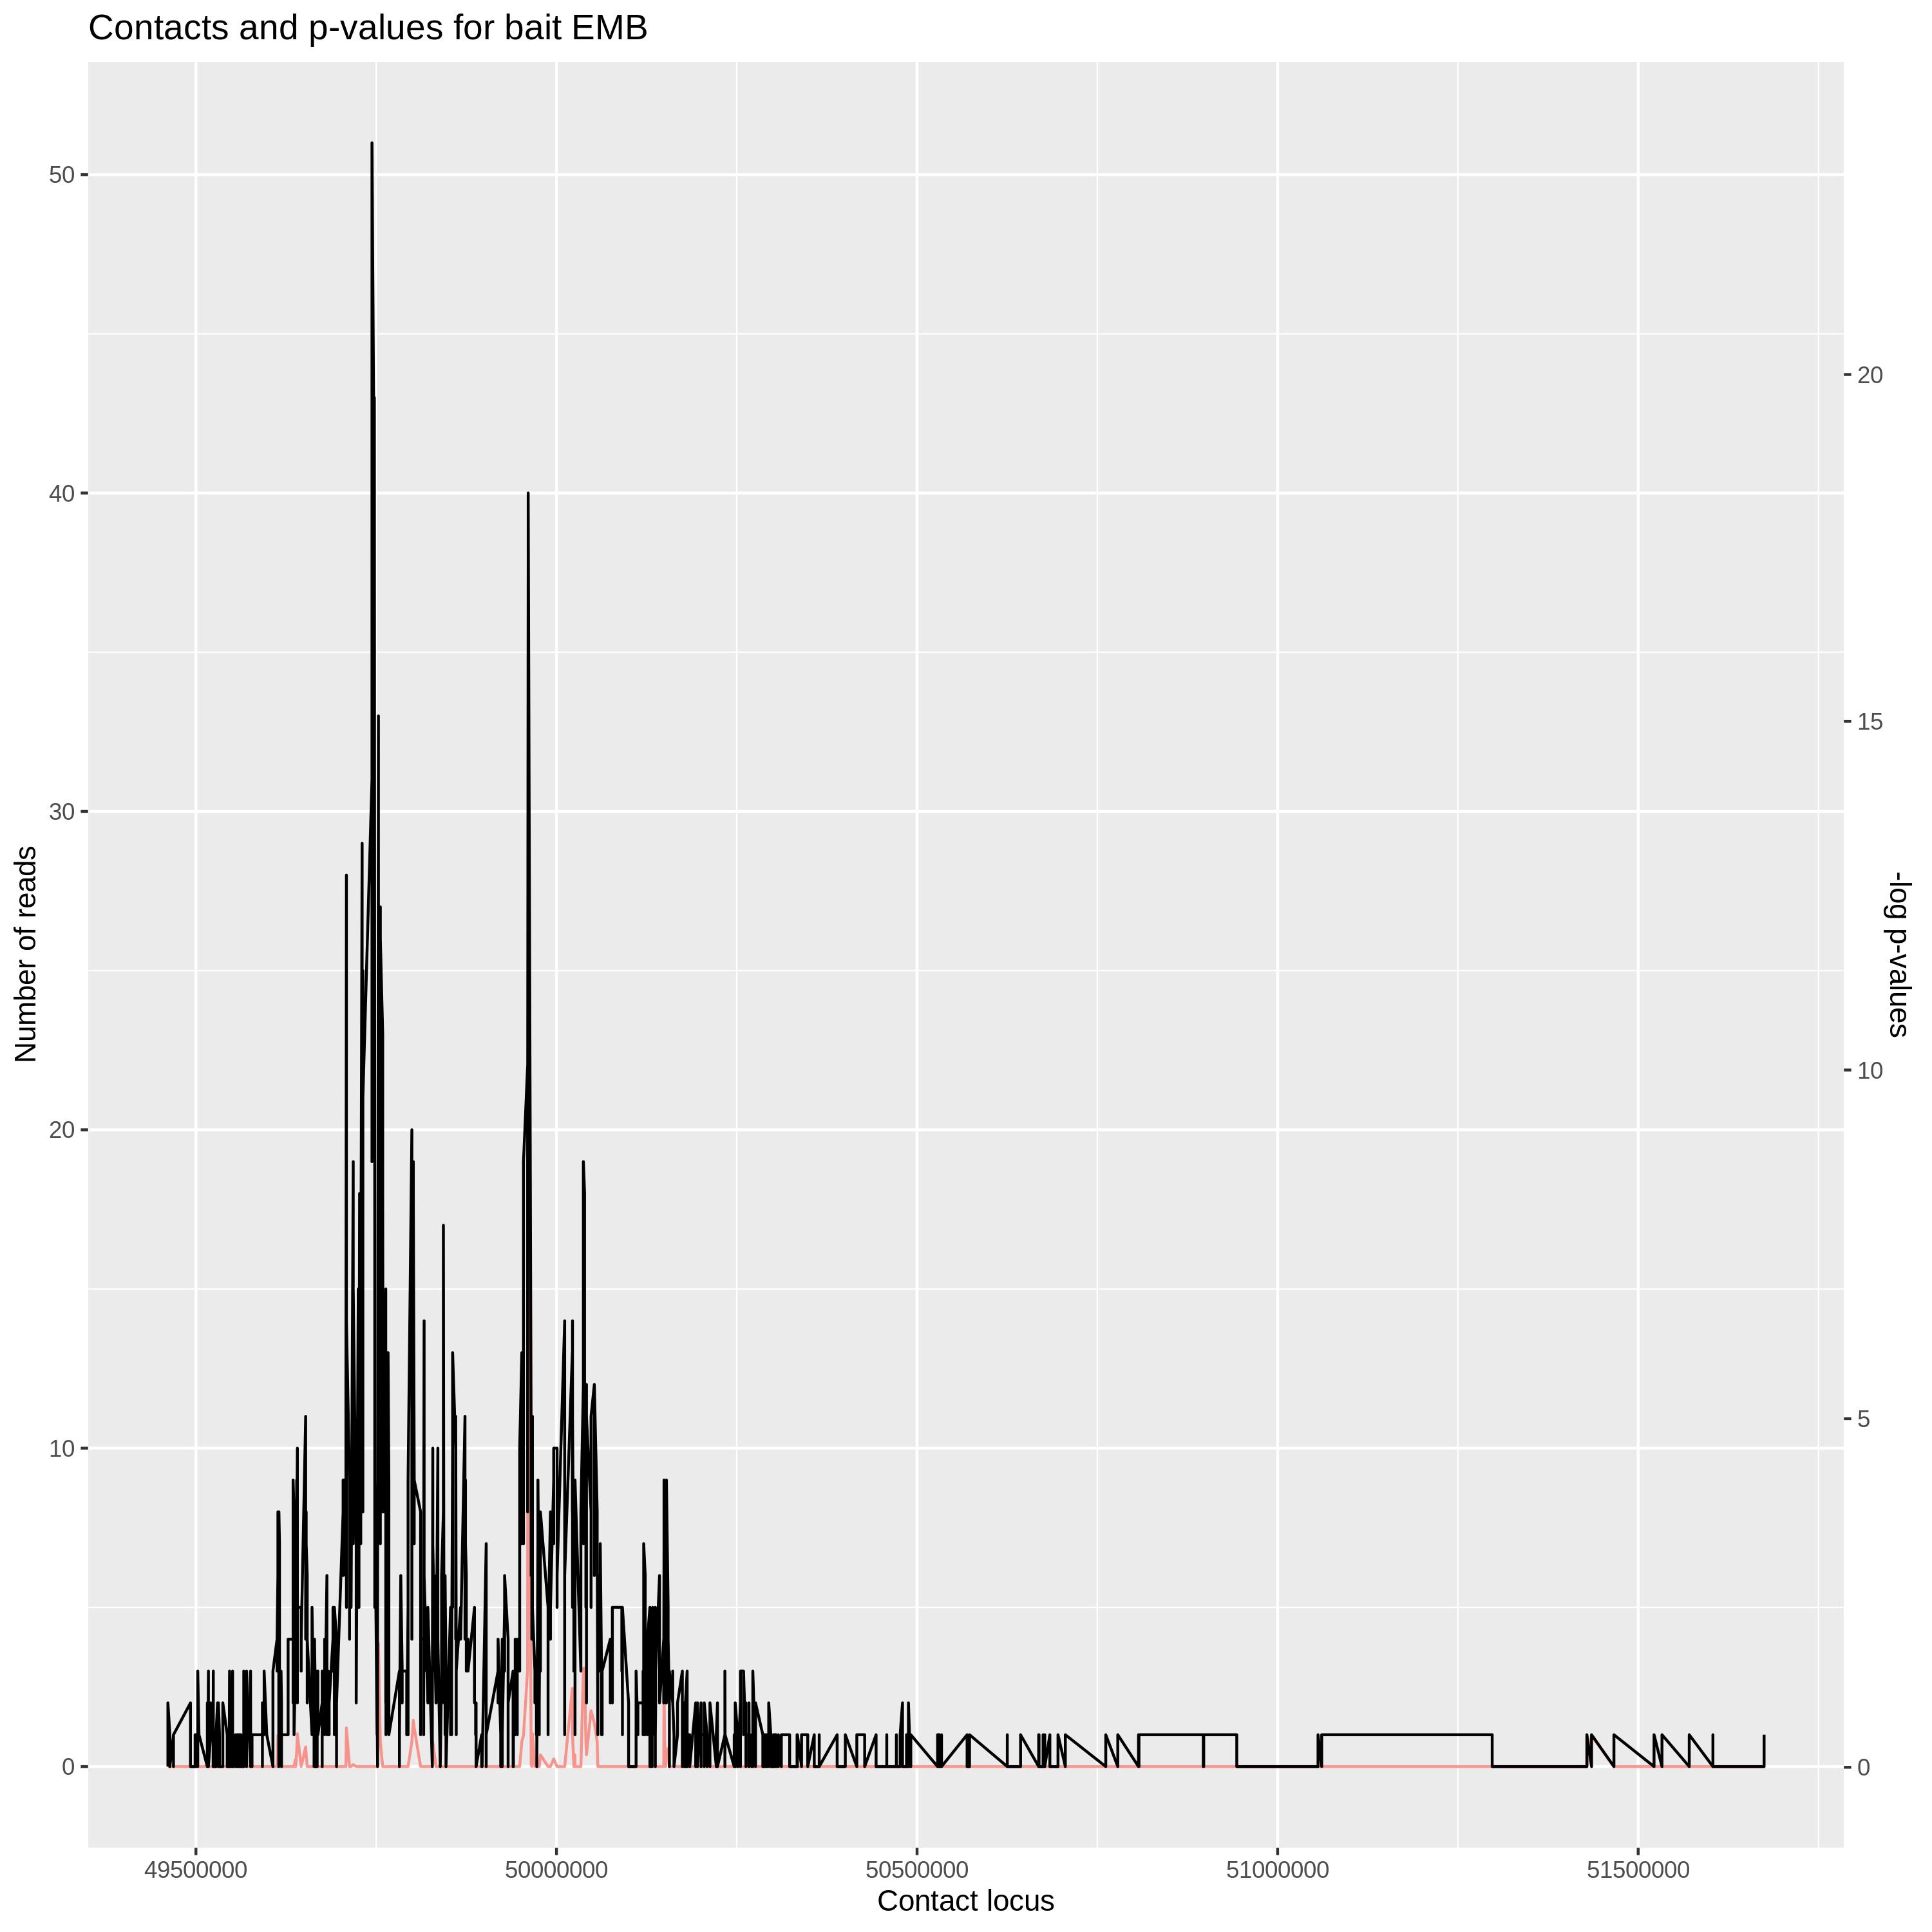 Contacts and p-values for bait EMB
50
40
30
20
10
0
Number of reads
20
15
10
5
0
-log p-values
49500000 50000000 50500000 51000000 51500000
Contact locus